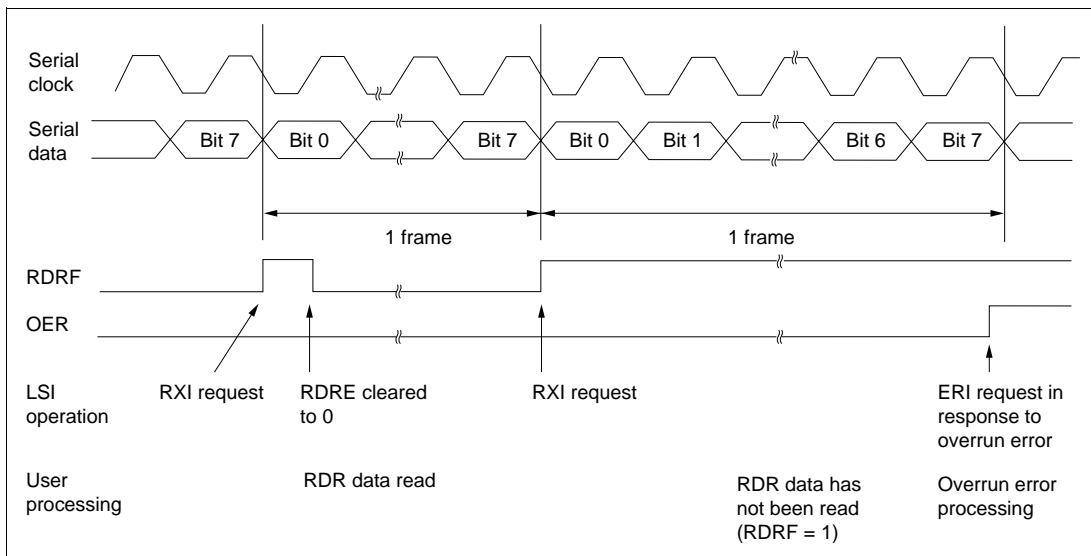 Serial
clock
Serial
data
Bit 7
Bit 0
Bit 7
Bit 0
Bit 1
Bit 6
Bit 7
1 frame
1 frame
RDRF
OER
LSI
operation
RXI request
RDRE cleared
to 0
RXI request
ERI request in
response to
overrun error
User
processing
RDR data read
RDR data has
not been read
(RDRF = 1)
Overrun error
processing